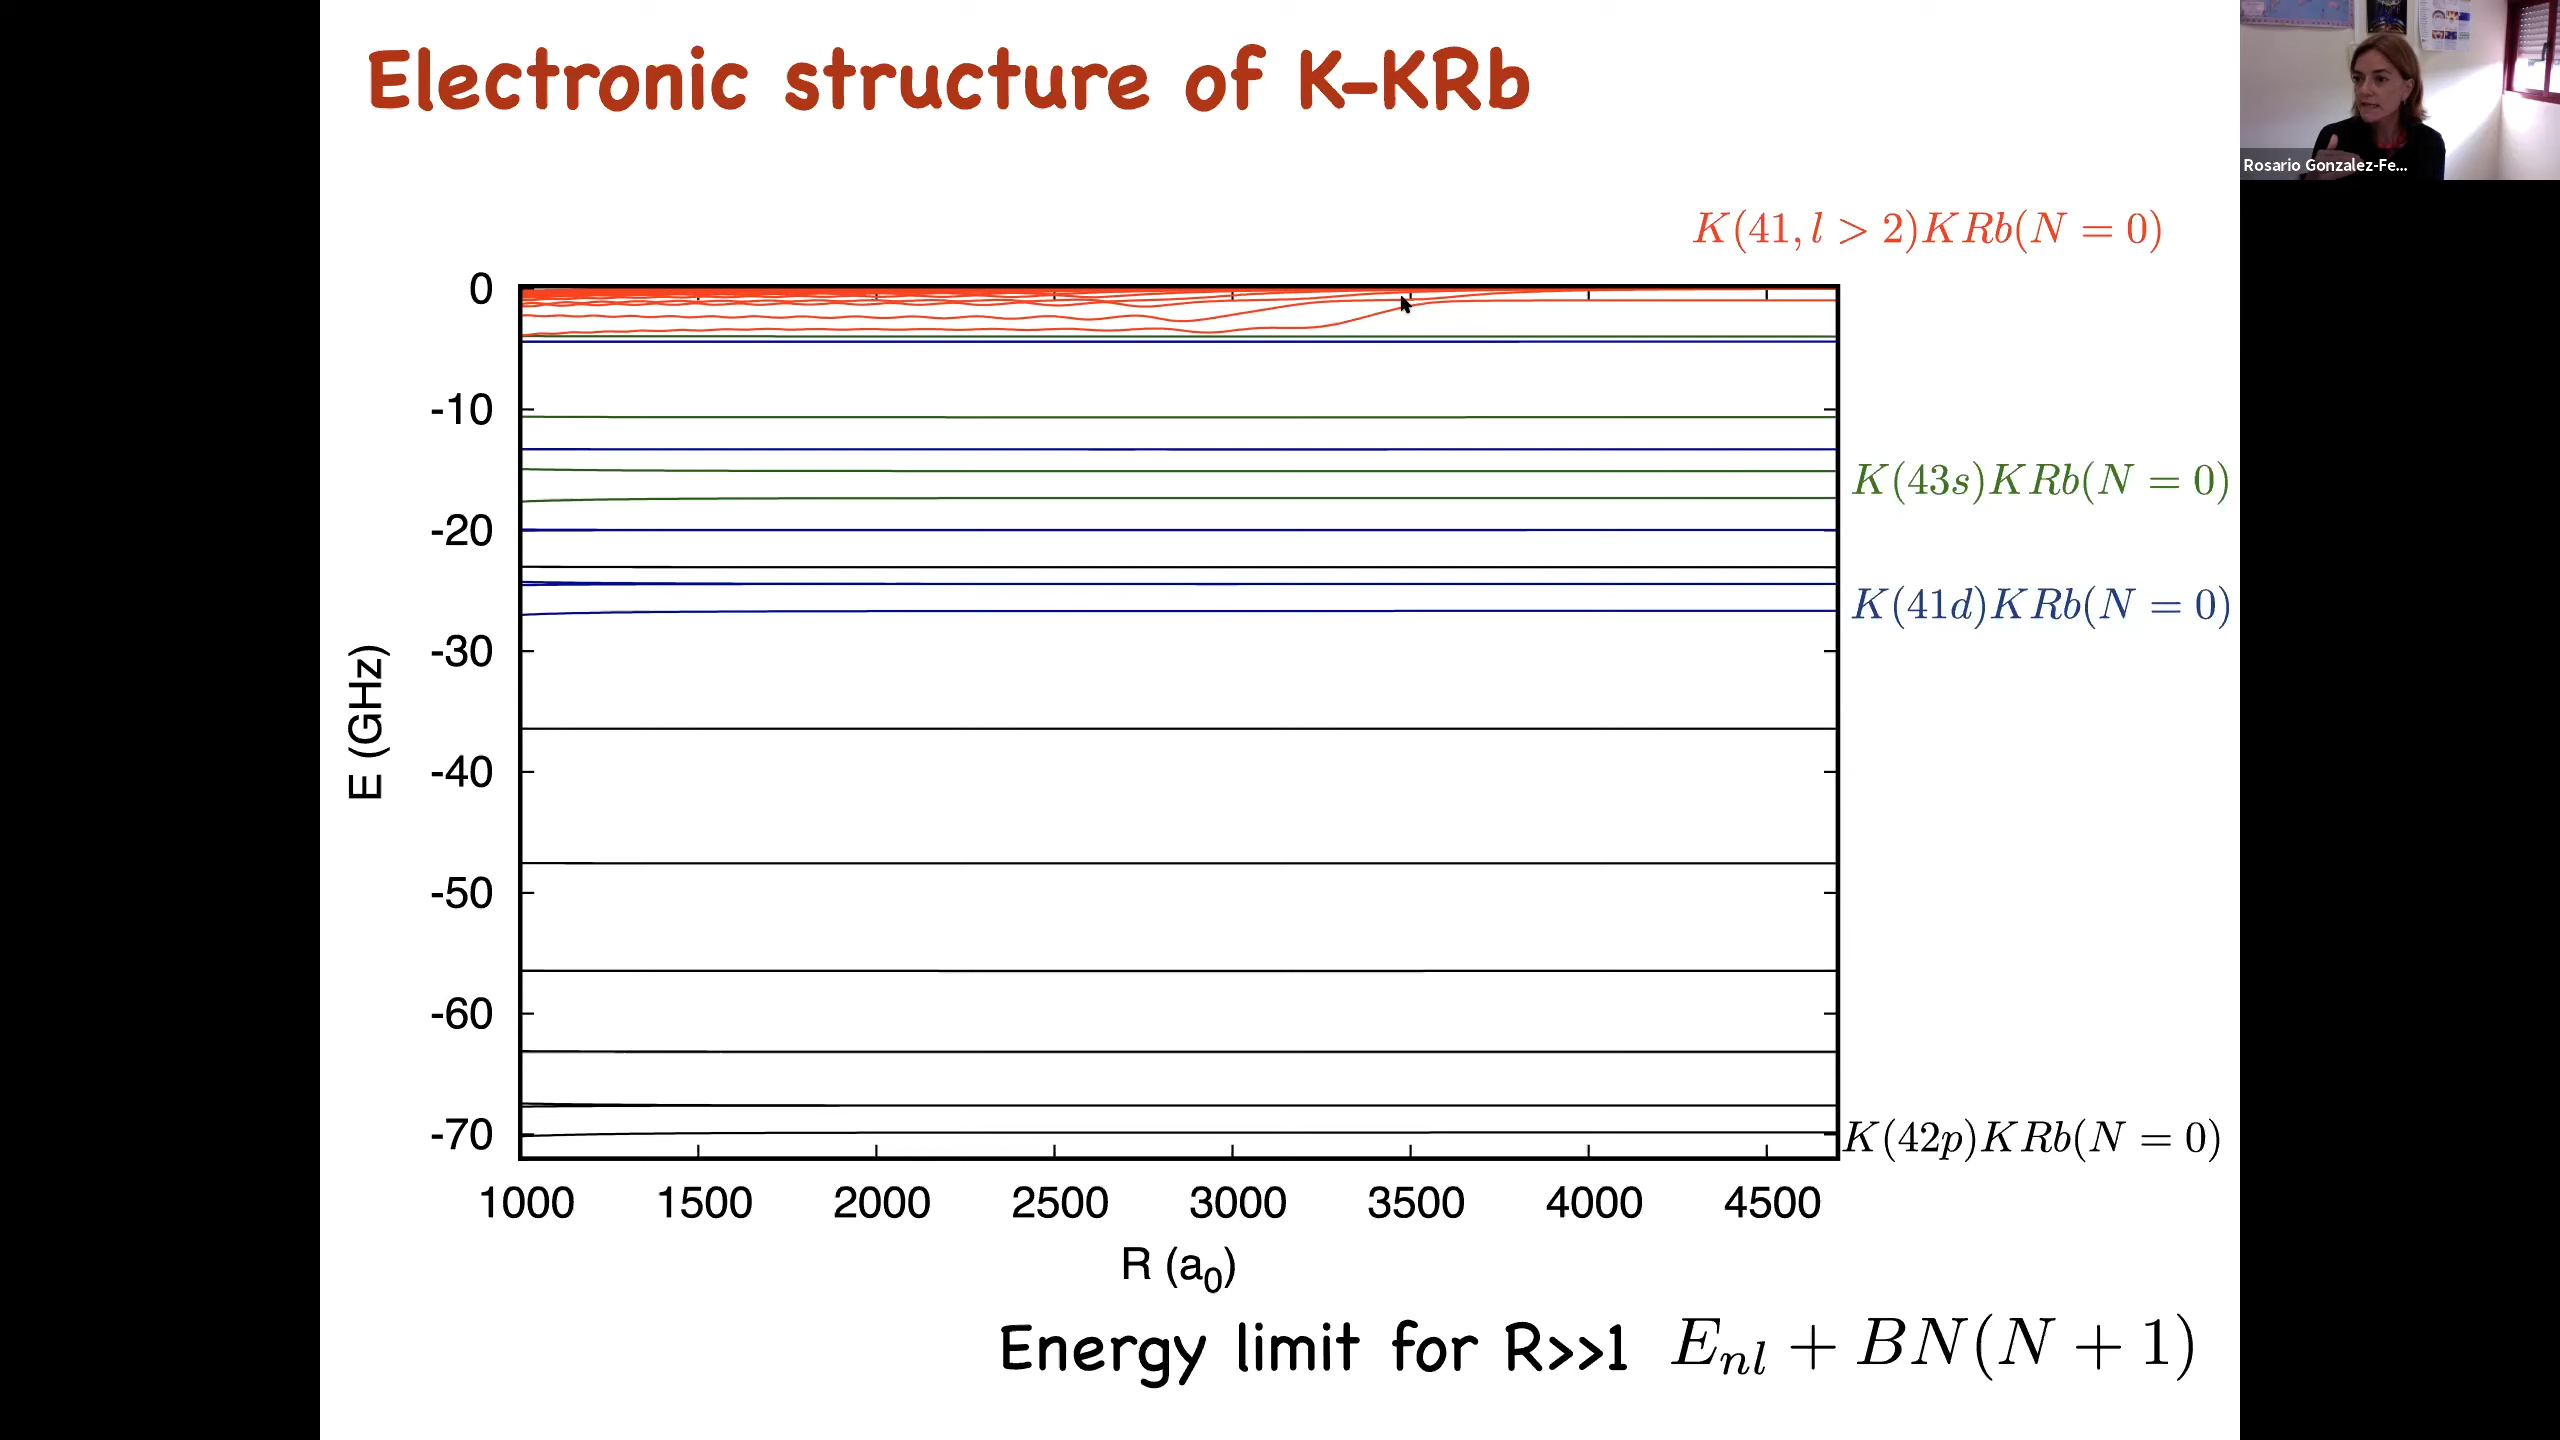 Electronic structure of K-KRb
Rosario Gonzalez-Fe...
K(41, l > 2)KRb(N = 0)
0
-10
-20
-30
-40
-50
-60
-70
E (GHz)
K(43s)KRb(N = 0)
K(41d)KRb(N = 0)
K(42p)KRb(N = 0)
1000 1500 2000 2500 3000 3500 4000 4500
R (a₀)
Energy limit for R>>1 Eₙₗ + BN(N + 1)